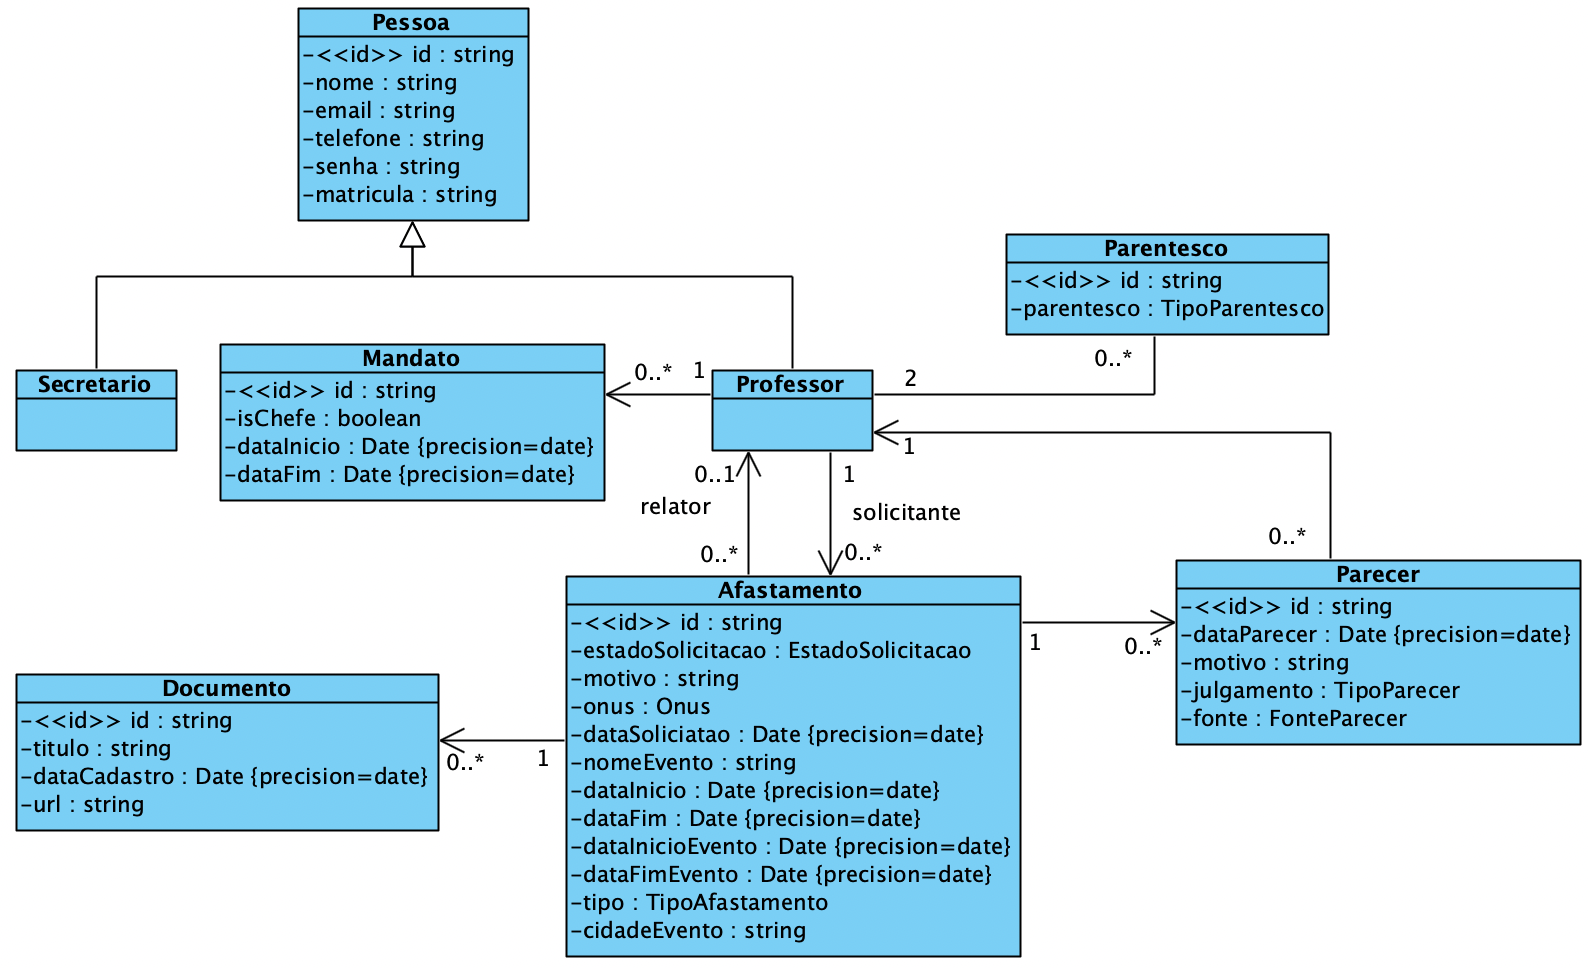 Pessoa
-<<id>> id : string
-nome : string
-email : string
-telefone : string
-senha : string
-matricula : string
Parentesco
-<<id>> id : string
-parentesco : TipoParentesco
0..*
Secretario
Mandato
-<<id>> id : string
-isChefe : boolean
-dataInicio : Date {precision=date}
-dataFim : Date {precision=date}
0..*
1
Professor
2
1
0..1
relator
0..*
1
solicitante
0..*
0..*
Afastamento
-<<id>> id : string
-estadoSolicitacao : EstadoSolicitacao
-motivo : string
-onus : Onus
-dataSoliciatao : Date {precision=date}
-nomeEvento : string
-dataInicio : Date {precision=date}
-dataFim : Date {precision=date}
-dataInicioEvento : Date {precision=date}
-dataFimEvento : Date {precision=date}
-tipo : TipoAfastamento
-cidadeEvento : string
1
0..*
Parecer
-<<id>> id : string
-dataParecer : Date {precision=date}
-motivo : string
-julgamento : TipoParecer
-fonte : FonteParecer
Documento
-<<id>> id : string
-titulo : string
-dataCadastro : Date {precision=date}
-url : string
0..*
1